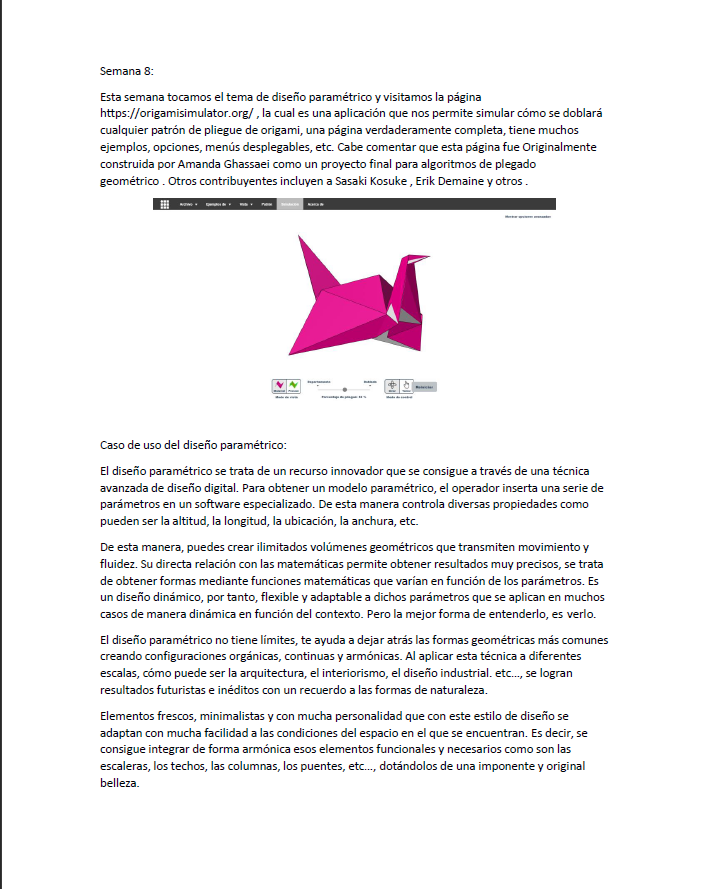 Semana 8:
Esta semana tocamos el tema de diseño paramétrico y visitamos la página
https://origamisimulator.org/ , la cual es una aplicación que nos permite simular cómo se doblará
cualquier patrón de pliegue de origami, una página verdaderamente completa, tiene muchos
ejemplos, opciones, menús desplegables, etc. Cabe comentar que esta página fue Originalmente
construida por Amanda Ghassaei como un proyecto final para algoritmos de plegado
geométrico . Otros contribuyentes incluyen a Sasaki Kosuke , Erik Demaine y otros .
Archivo Ejemplos de Vista Patrón Simulación Acerca de
Mostrar opciones avanzadas
Departamento Doblado
Reiniciar
Modo de vista Porcentaje de pliegue: Modo de control
Caso de uso del diseño paramétrico:
El diseño paramétrico se trata de un recurso innovador que se consigue a través de una técnica
avanzada de diseño digital. Para obtener un modelo paramétrico, el operador inserta una serie de
parámetros en un software especializado. De esta manera controla diversas propiedades como
pueden ser la altitud, la longitud, la ubicación, la anchura, etc.
De esta manera, puedes crear ilimitados volúmenes geométricos que transmiten movimiento y
fluidez. Su directa relación con las matemáticas permite obtener resultados muy precisos, se trata
de obtener formas mediante funciones matemáticas que varían en función de los parámetros. Es
un diseño dinámico, por tanto, flexible y adaptable a dichos parámetros que se aplican en muchos
casos de manera dinámica en función del contexto. Pero la mejor forma de entenderlo, es verlo.
El diseño paramétrico no tiene límites, te ayuda a dejar atrás las formas geométricas más comunes
creando configuraciones orgánicas, continuas y armónicas. Al aplicar esta técnica a diferentes
escalas, cómo puede ser la arquitectura, el interiorismo, el diseño industrial. etc..., se logran
resultados futuristas e inéditos con un recuerdo a las formas de naturaleza.
Elementos frescos, minimalistas y con mucha personalidad que con este estilo de diseño se
adaptan con mucha facilidad a las condiciones del espacio en el que se encuentran. Es decir, se
consigue integrar de forma armónica esos elementos funcionales y necesarios como son las
escaleras, los techos, las columnas, los puentes, etc..., dotándolos de una imponente y original
belleza.